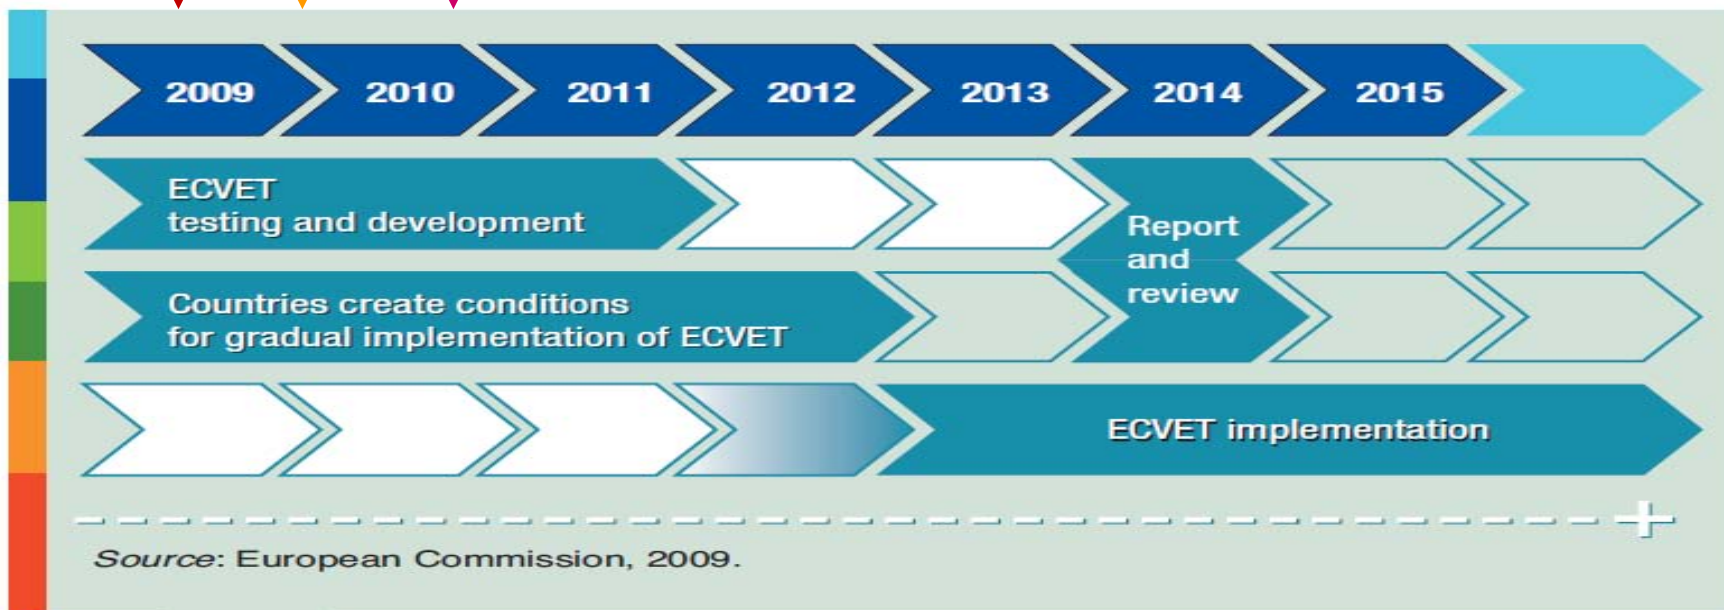 2009 2010 2011 2012 2013 2014 2015
ECVET
testing and development
Report
and
review
Countries create conditions
for gradual implementation of ECVET
ECVET implementation
Source: European Commission, 2009.